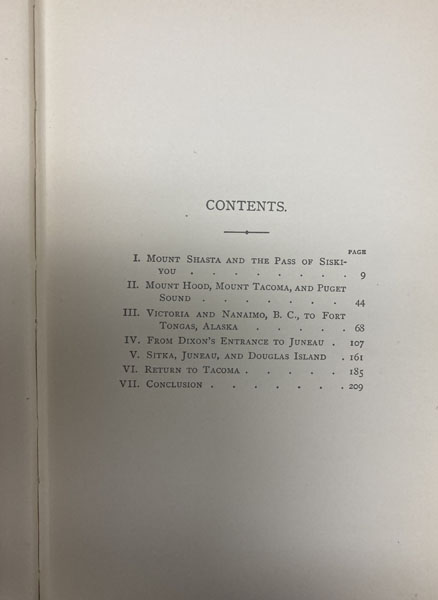 CONTENTS.
PAGE
I. Mount Shasta and the Pass of Siski-
you . . . . . . . . 9
II. Mount Hood, Mount Tacoma, and Puget
Sound . . . . . . . 44
III. Victoria and Nanaimo, B. C., to Fort
Tongas, Alaska . . . . . 68
IV. From Dixon's Entrance to Juneau . 107
V. Sitka, Juneau, and Douglas Island . 161
VI. Return to Tacoma . . . . . 185
VII. Conclusion . . . . . . . 209